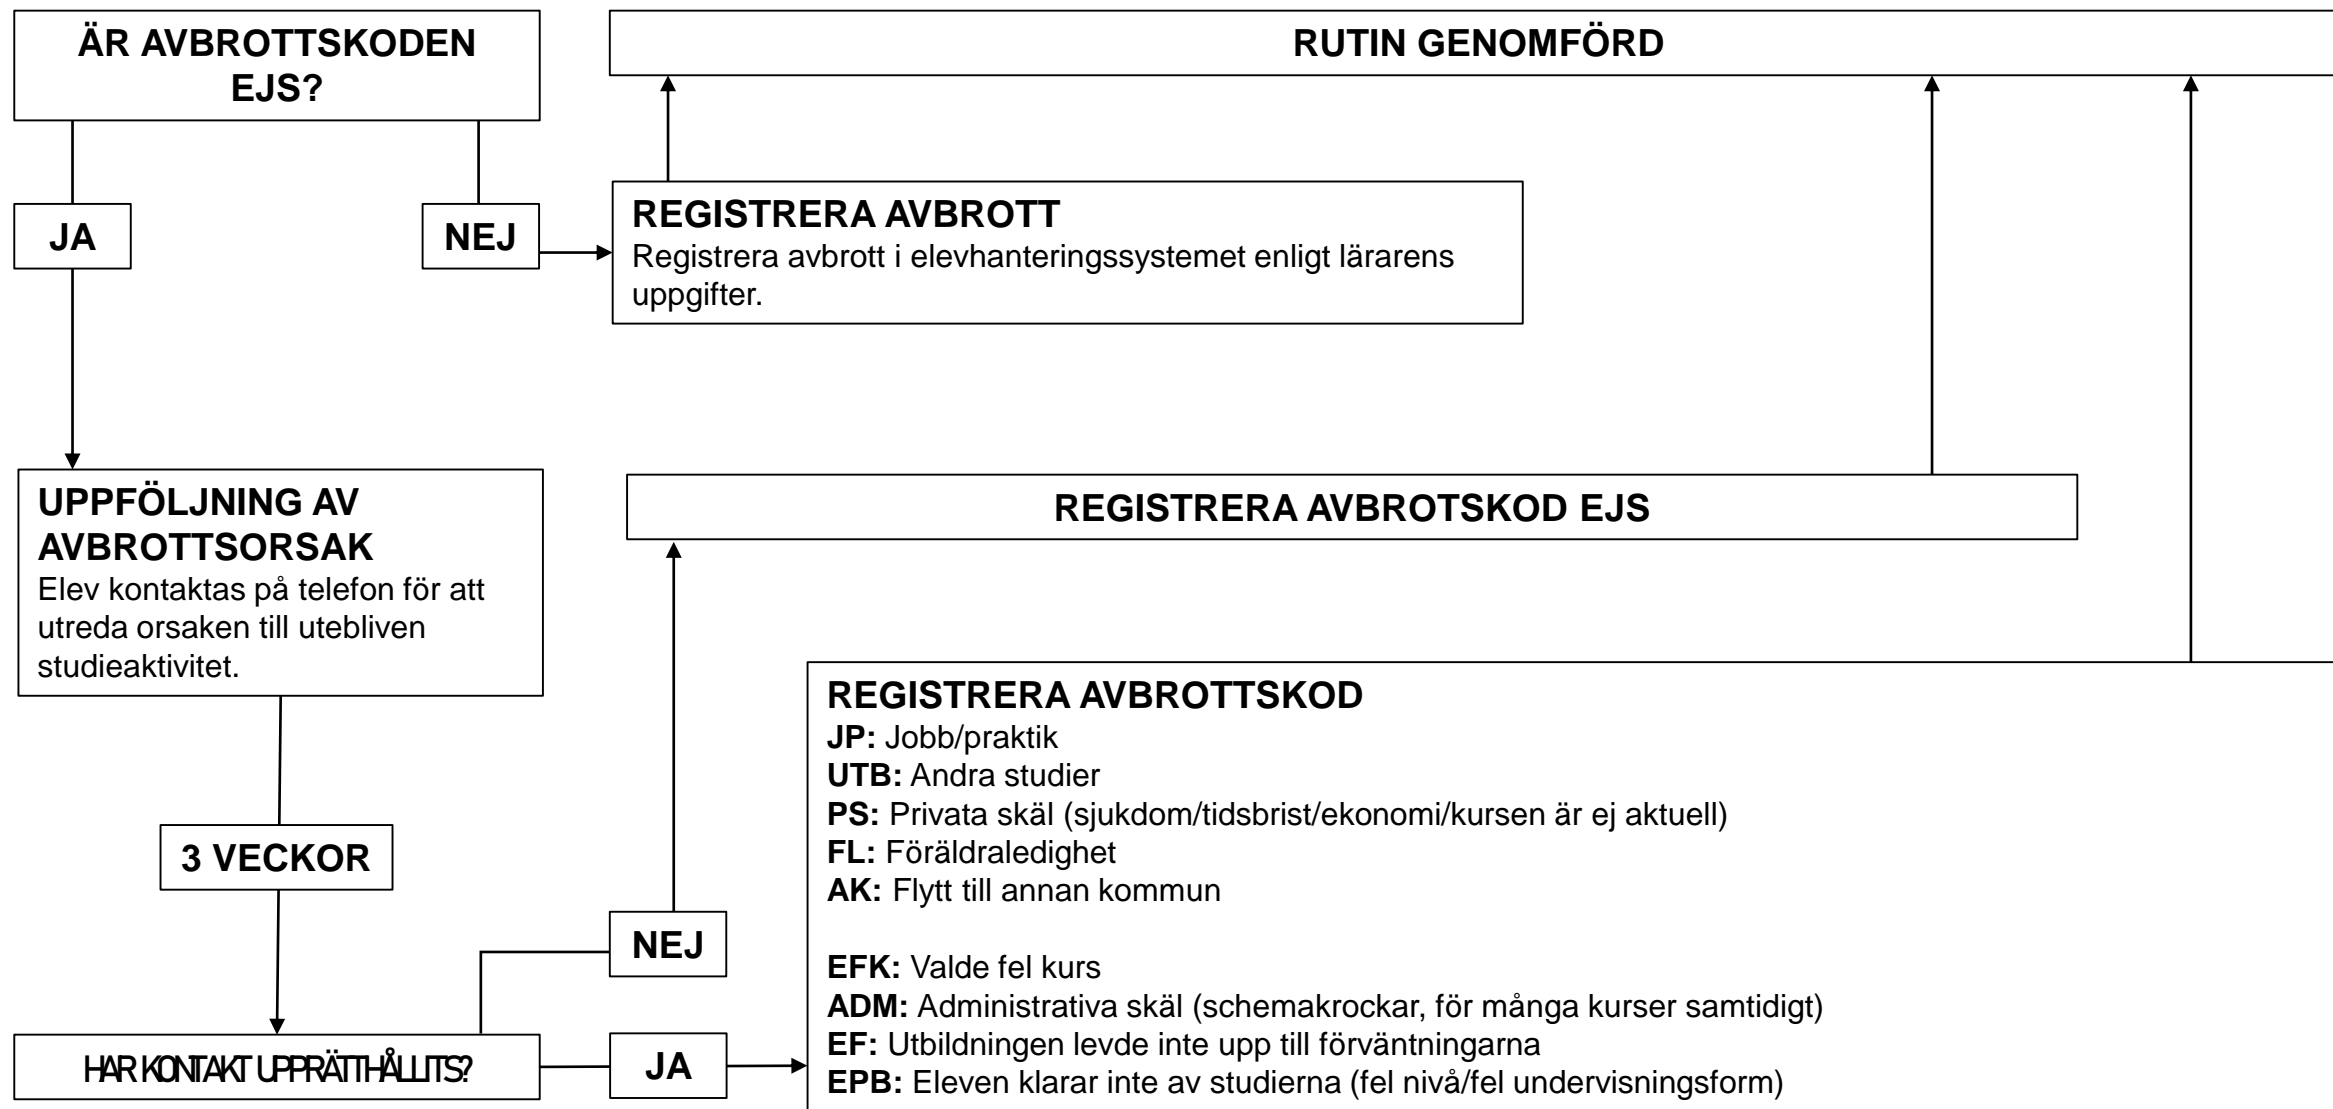 ÄR AVBROTTSKODEN
EJS?
RUTIN GENOMFÖRD
JA
NEJ
REGISTRERA AVBROTT
Registrera avbrott i elevhanteringssystemet enligt lärarens
uppgifter.
UPPFÖLJNING AV
AVBROTTSORSAK
Elev kontaktas på telefon för att
utreda orsaken till utebliven
studieaktivitet.
REGISTRERA AVBROTSKOD EJS
3 VECKOR
NEJ
HAR KONTAKT UPPRÄTTHÅLLITS?
JA
REGISTRERA AVBROTTSKOD
JP: Jobb/praktik
UTB: Andra studier
PS: Privata skäl (sjukdom/tidsbrist/ekonomi/kursen är ej aktuell)
FL: Föräldraledighet
AK: Flytt till annan kommun
EFK: Valde fel kurs
ADM: Administrativa skäl (schemakrockar, för många kurser samtidigt)
EF: Utbildningen levde inte upp till förväntningarna
EPB: Eleven klarar inte av studierna (fel nivå/fel undervisningsform)